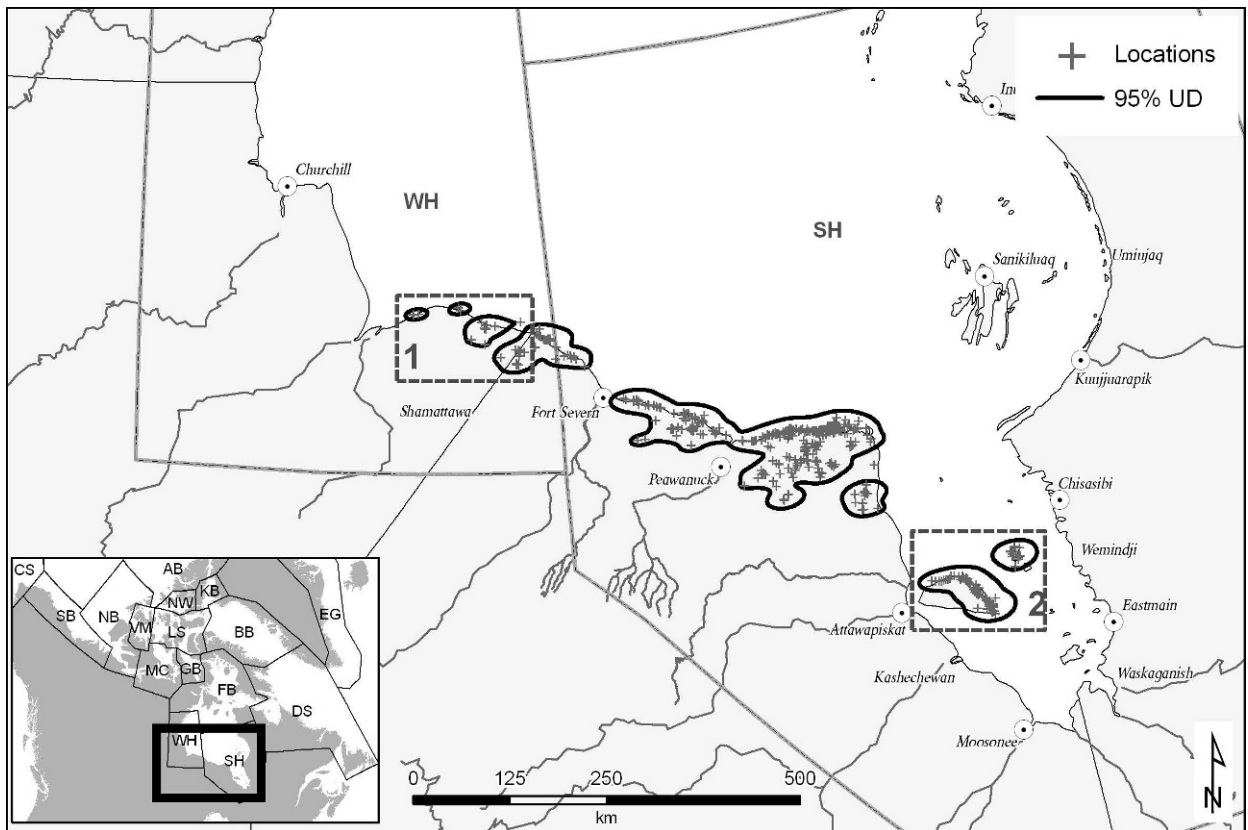 Locations
95% UD
Churchill
WH
SH
Sanikiluaq
Umiujaq
1
Shamattawa
Fort Severn
Kuujjuarapik
Peawanuck
Chisasibi
Wemindji
2
Attawapiskat
Eastmain
Kashechewan
Waskaganish
Moosonee
CS
AB
KB
NW
SB
NB
VM
LS
BB
EG
MC
GB
FB
DS
WH
SH
0 125 250 500
km
N